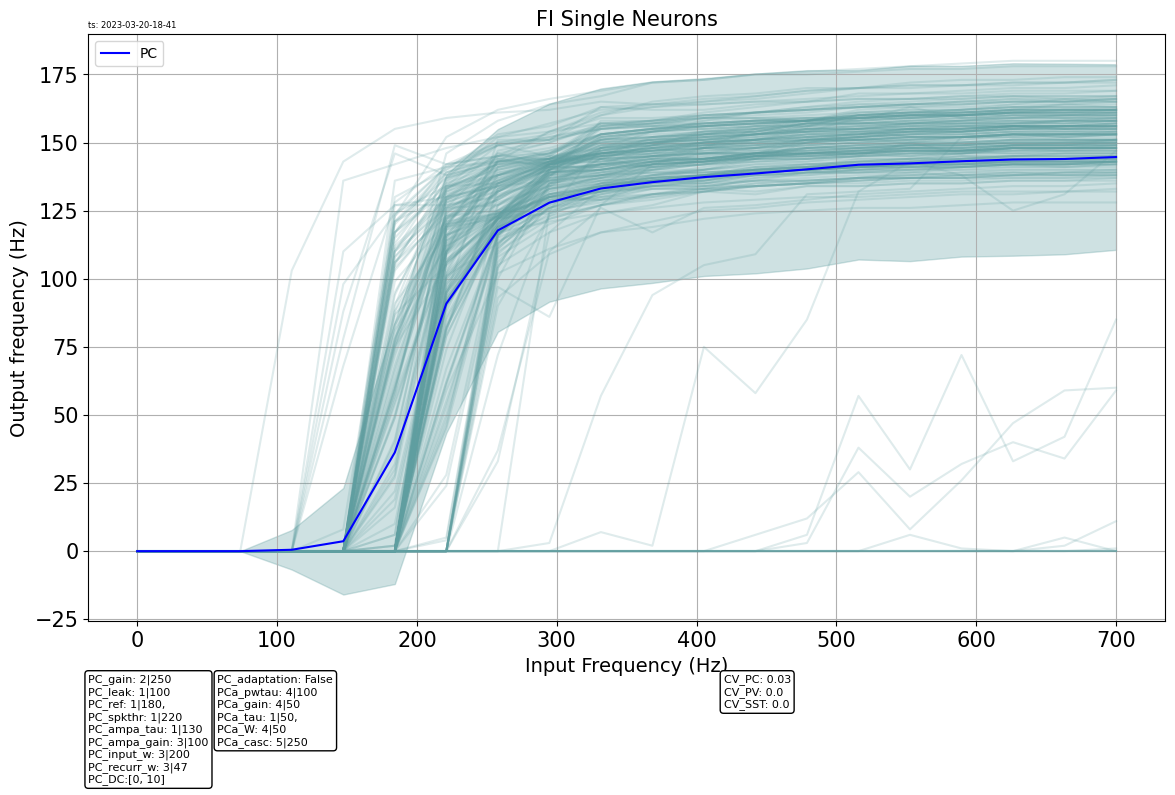 FI Single Neurons
ts: 2023-03-20-18-41
PC
175
150
125
100
75
50
25
0
−25
Output frequency (Hz)
0 100 200 300 400 500 600 700
Input Frequency (Hz)
PC_gain: 2|250
PC_leak: 1|100
PC_ref: 1|180,
PC_spkthr: 1|220
PC_ampa_tau: 1|130
PC_ampa_gain: 3|100
PC_input_w: 3|200
PC_recurr_w: 3|47
PC_DC:[0, 10]
PC_adaptation: False
PCa_pwtau: 4|100
PCa_gain: 4|50
PCa_tau: 1|50,
PCa_W: 4|50
PCa_casc: 5|250
CV_PC: 0.03
CV_PV: 0.0
CV_SST: 0.0